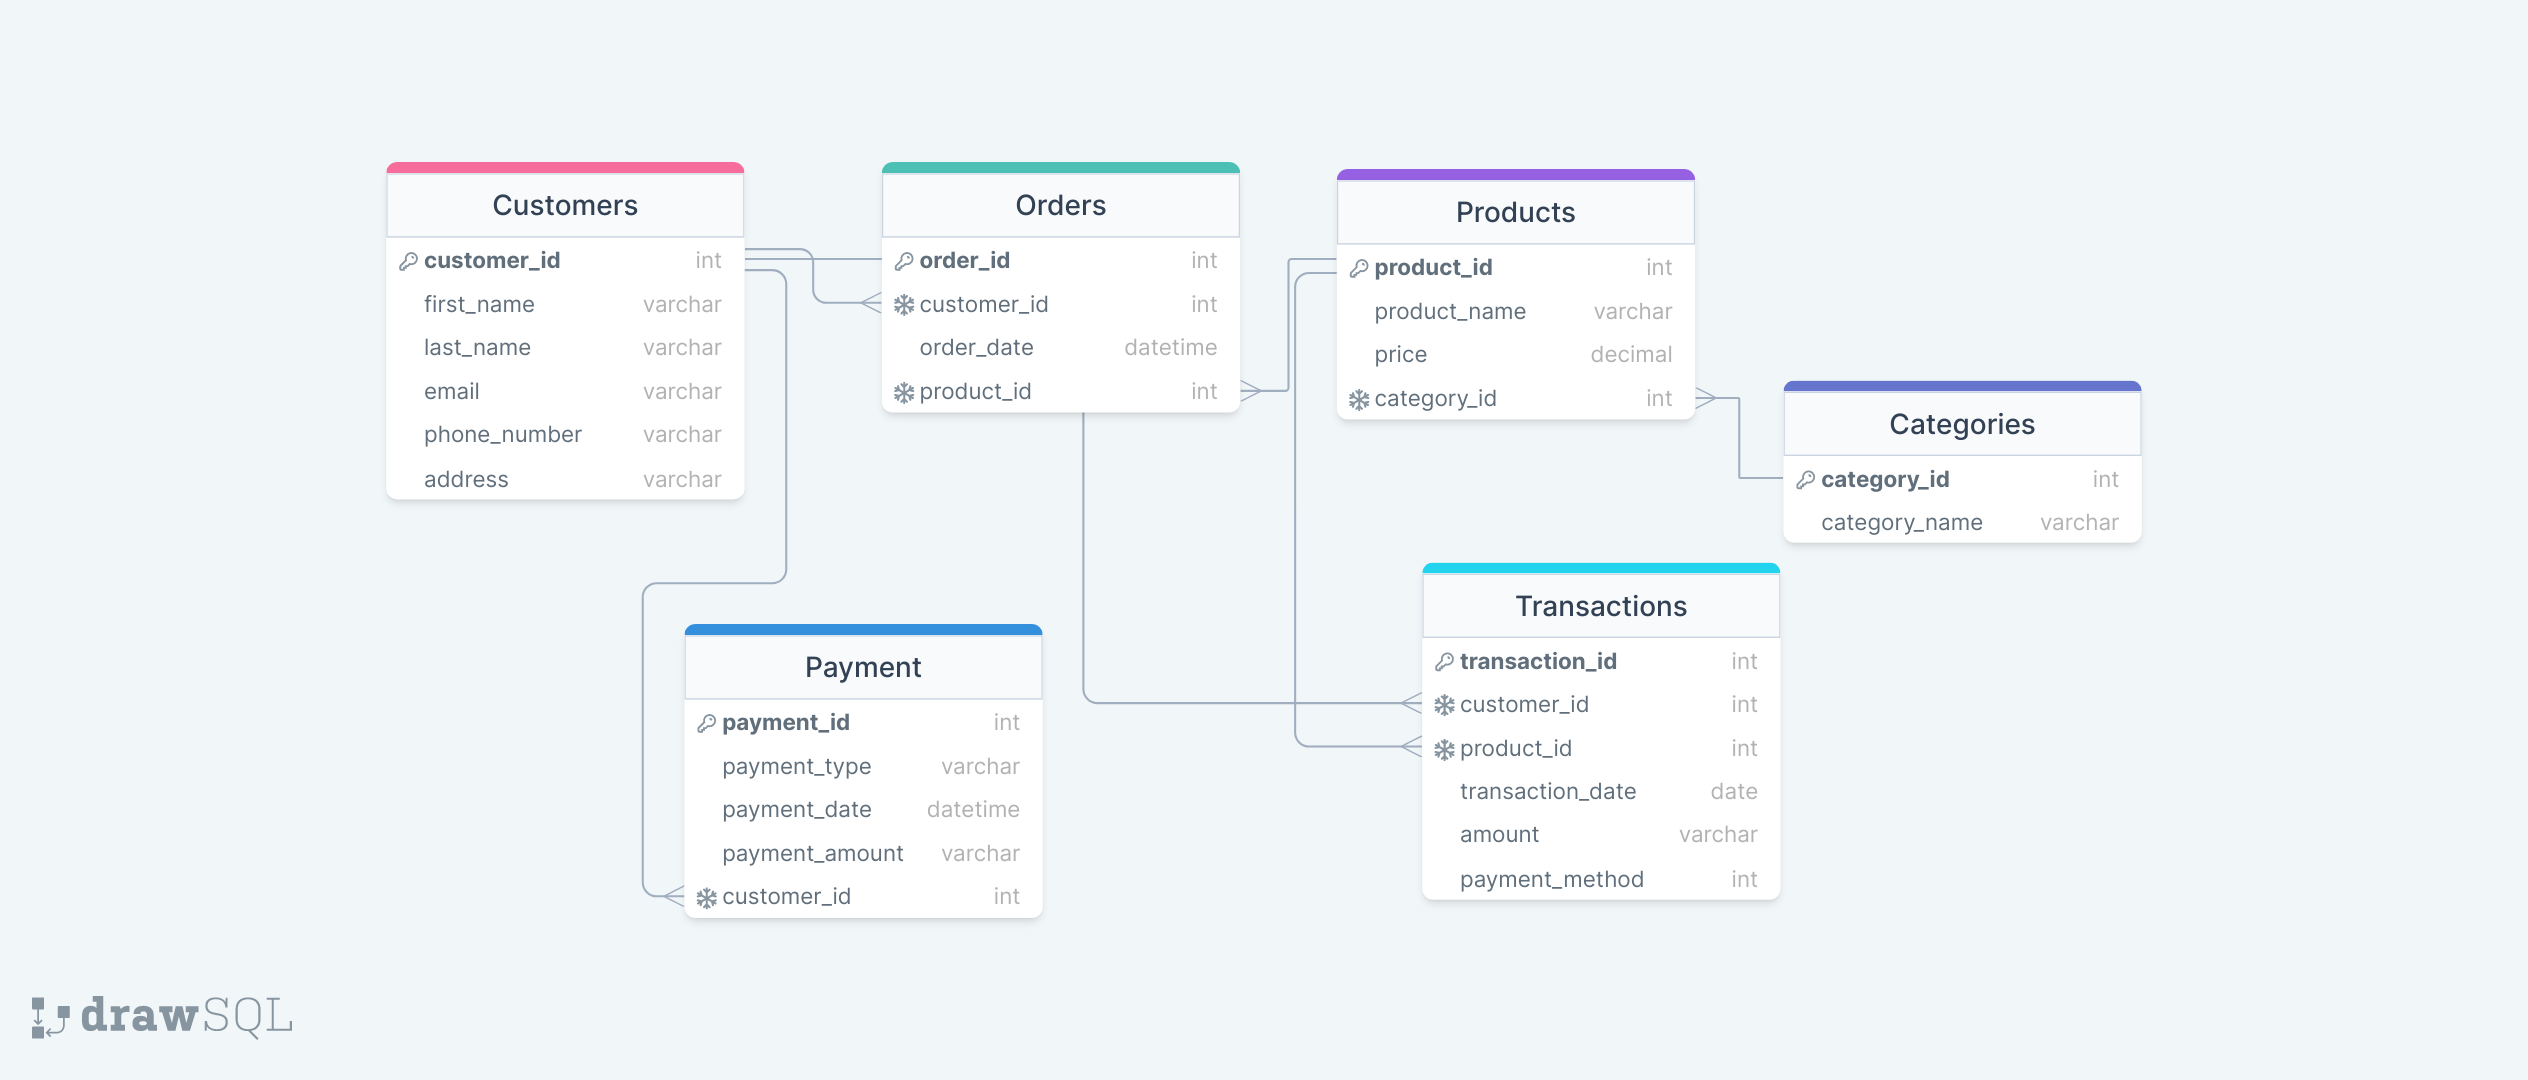 Customers
customer_id int
first_name varchar
last_name varchar
email varchar
phone_number varchar
address varchar
Orders
order_id int
customer_id int
order_date datetime
product_id int
Products
product_id int
product_name varchar
price decimal
category_id int
Categories
category_id int
category_name varchar
Payment
payment_id int
payment_type varchar
payment_date datetime
payment_amount varchar
customer_id int
Transactions
transaction_id int
customer_id int
product_id int
transaction_date date
amount varchar
payment_method int
drawSQL